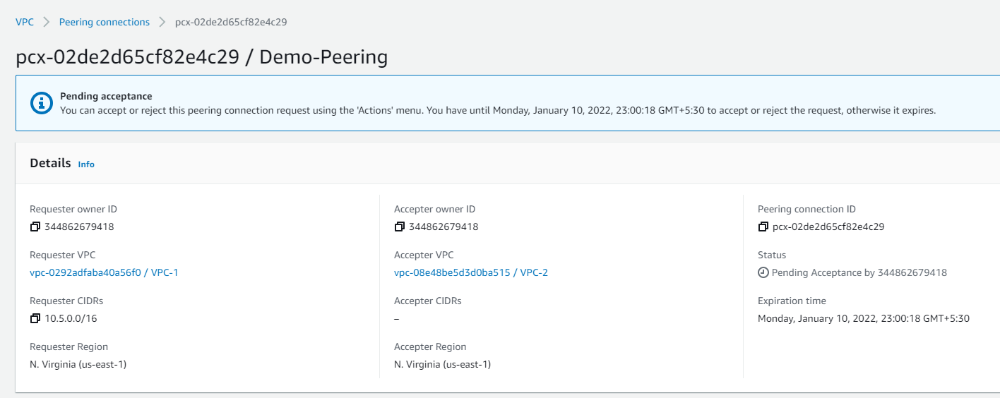 VPC > Peering connections > pcx-02de2d65cf82e4c29
pcx-02de2d65cf82e4c29 / Demo-Peering
Pending acceptance
You can accept or reject this peering connection request using the 'Actions' menu. You have until Monday, January 10, 2022, 23:00:18 GMT+5:30 to accept or reject the request, otherwise it expires.
Details Info
Requester owner ID
344862679418
Requester VPC
vpc-0292adfaba40a56f0 / VPC-1
Requester CIDRs
10.5.0.0/16
Requester Region
N. Virginia (us-east-1)
Accepter owner ID
344862679418
Accepter VPC
vpc-08e48be5d3d0ba515 / VPC-2
Accepter CIDRs
–
Accepter Region
N. Virginia (us-east-1)
Peering connection ID
pcx-02de2d65cf82e4c29
Status
Pending Acceptance by 344862679418
Expiration time
Monday, January 10, 2022, 23:00:18 GMT+5:30